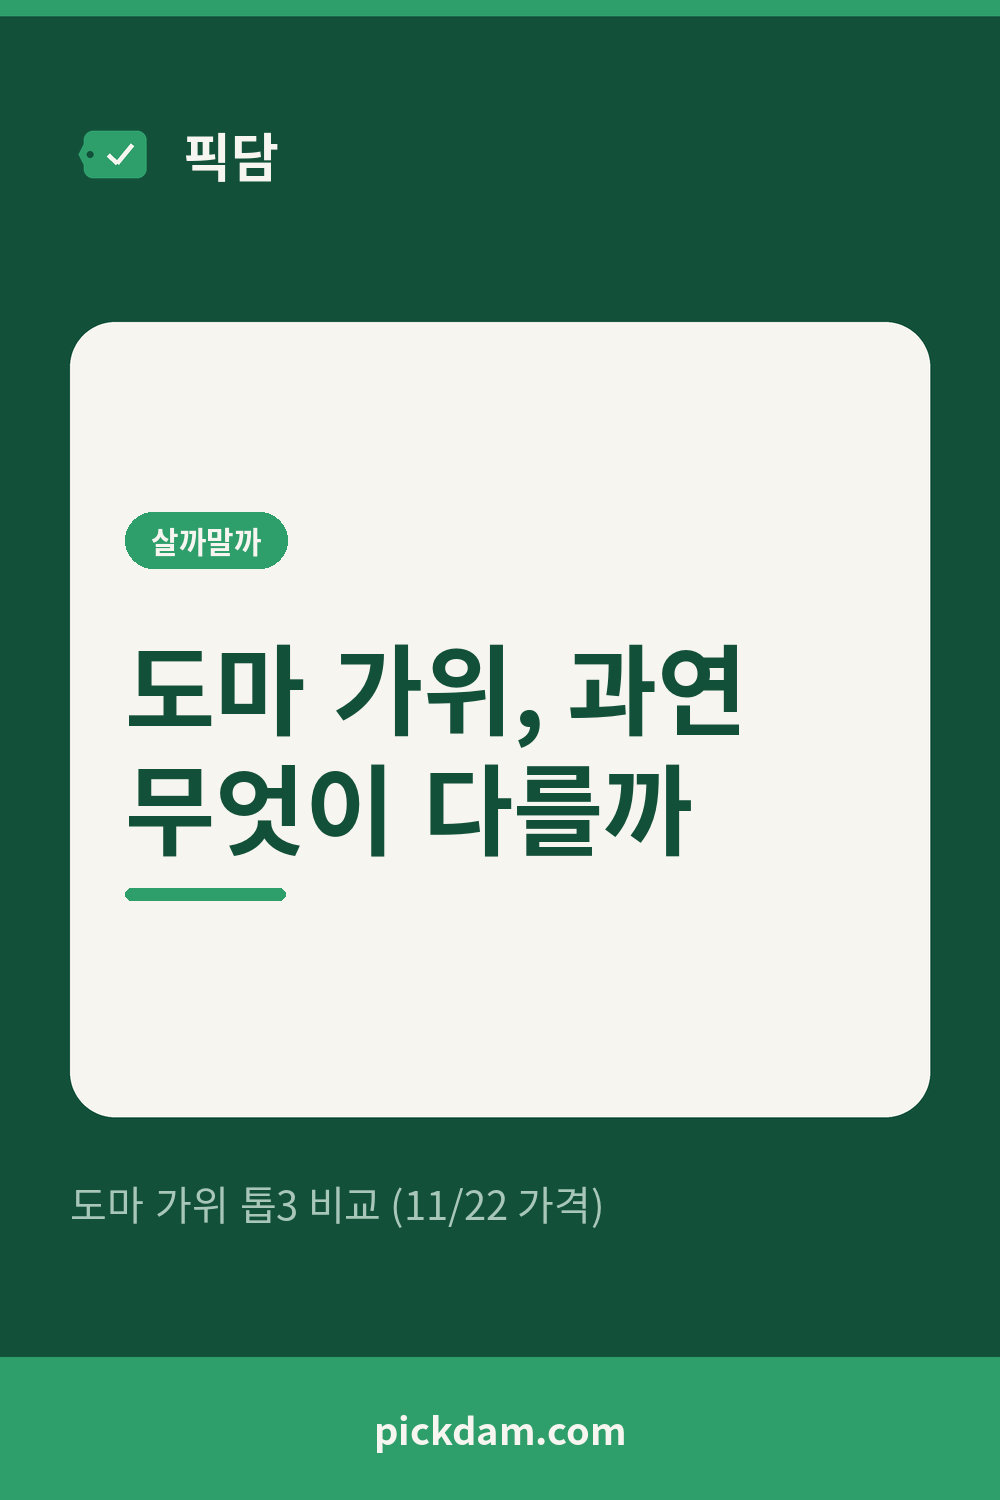 픽담
살까말까
도마 가위, 과연
무엇이 다를까
도마 가위 톱3 비교 (11/22 가격)
pickdam.com